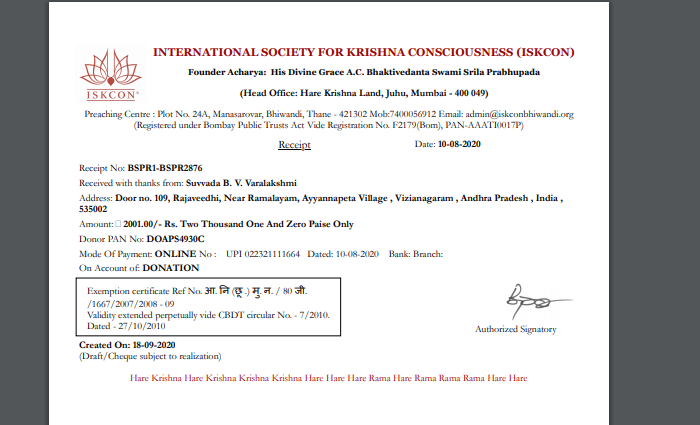 INTERNATIONAL SOCIETY FOR KRISHNA CONSCIOUSNESS (ISKCON)
Founder Acharya: His Divine Grace A.C. Bhaktivedanta Swami Srila Prabhupada
ISKCON
(Head Office: Hare Krishna Land, Juhu, Mumbai - 400 049)
Preaching Centre : Plot No. 24A, Manasarovar, Bhiwandi, Thane - 421302 Mob:7400056912 Email: admin@iskconbhiwandi.org
(Registered under Bombay Public Trusts Act Vide Registration No. F2179(Bom), PAN-AAATI0017P)
Receipt Date: 10-08-2020
Receipt No: BSPR1-BSPR2876
Received with thanks from: Suvvada B. V. Varalakshmi
Address: Door no. 109, Rajaveedhi, Near Ramalayam, Ayyannapeta Village , Vizianagaram , Andhra Pradesh , India ,
535002
Amount: 2001.00/- Rs. Two Thousand One And Zero Paise Only
Donor PAN No: DOAPS4930C
Mode Of Payment: ONLINE No : UPI 022321111664 Dated: 10-08-2020 Bank: Branch:
On Account of: DONATION
Exemption certificate Ref No. आ. नि (छू .) मु. न. / 80 जी.
/1667/2007/2008 - 09
Validity extended perpetually vide CBDT circular No. - 7/2010.
Dated - 27/10/2010
Authorized Signatory
Created On: 18-09-2020
(Draft/Cheque subject to realization)
Hare Krishna Hare Krishna Krishna Krishna Hare Hare Hare Rama Hare Rama Rama Rama Hare Hare